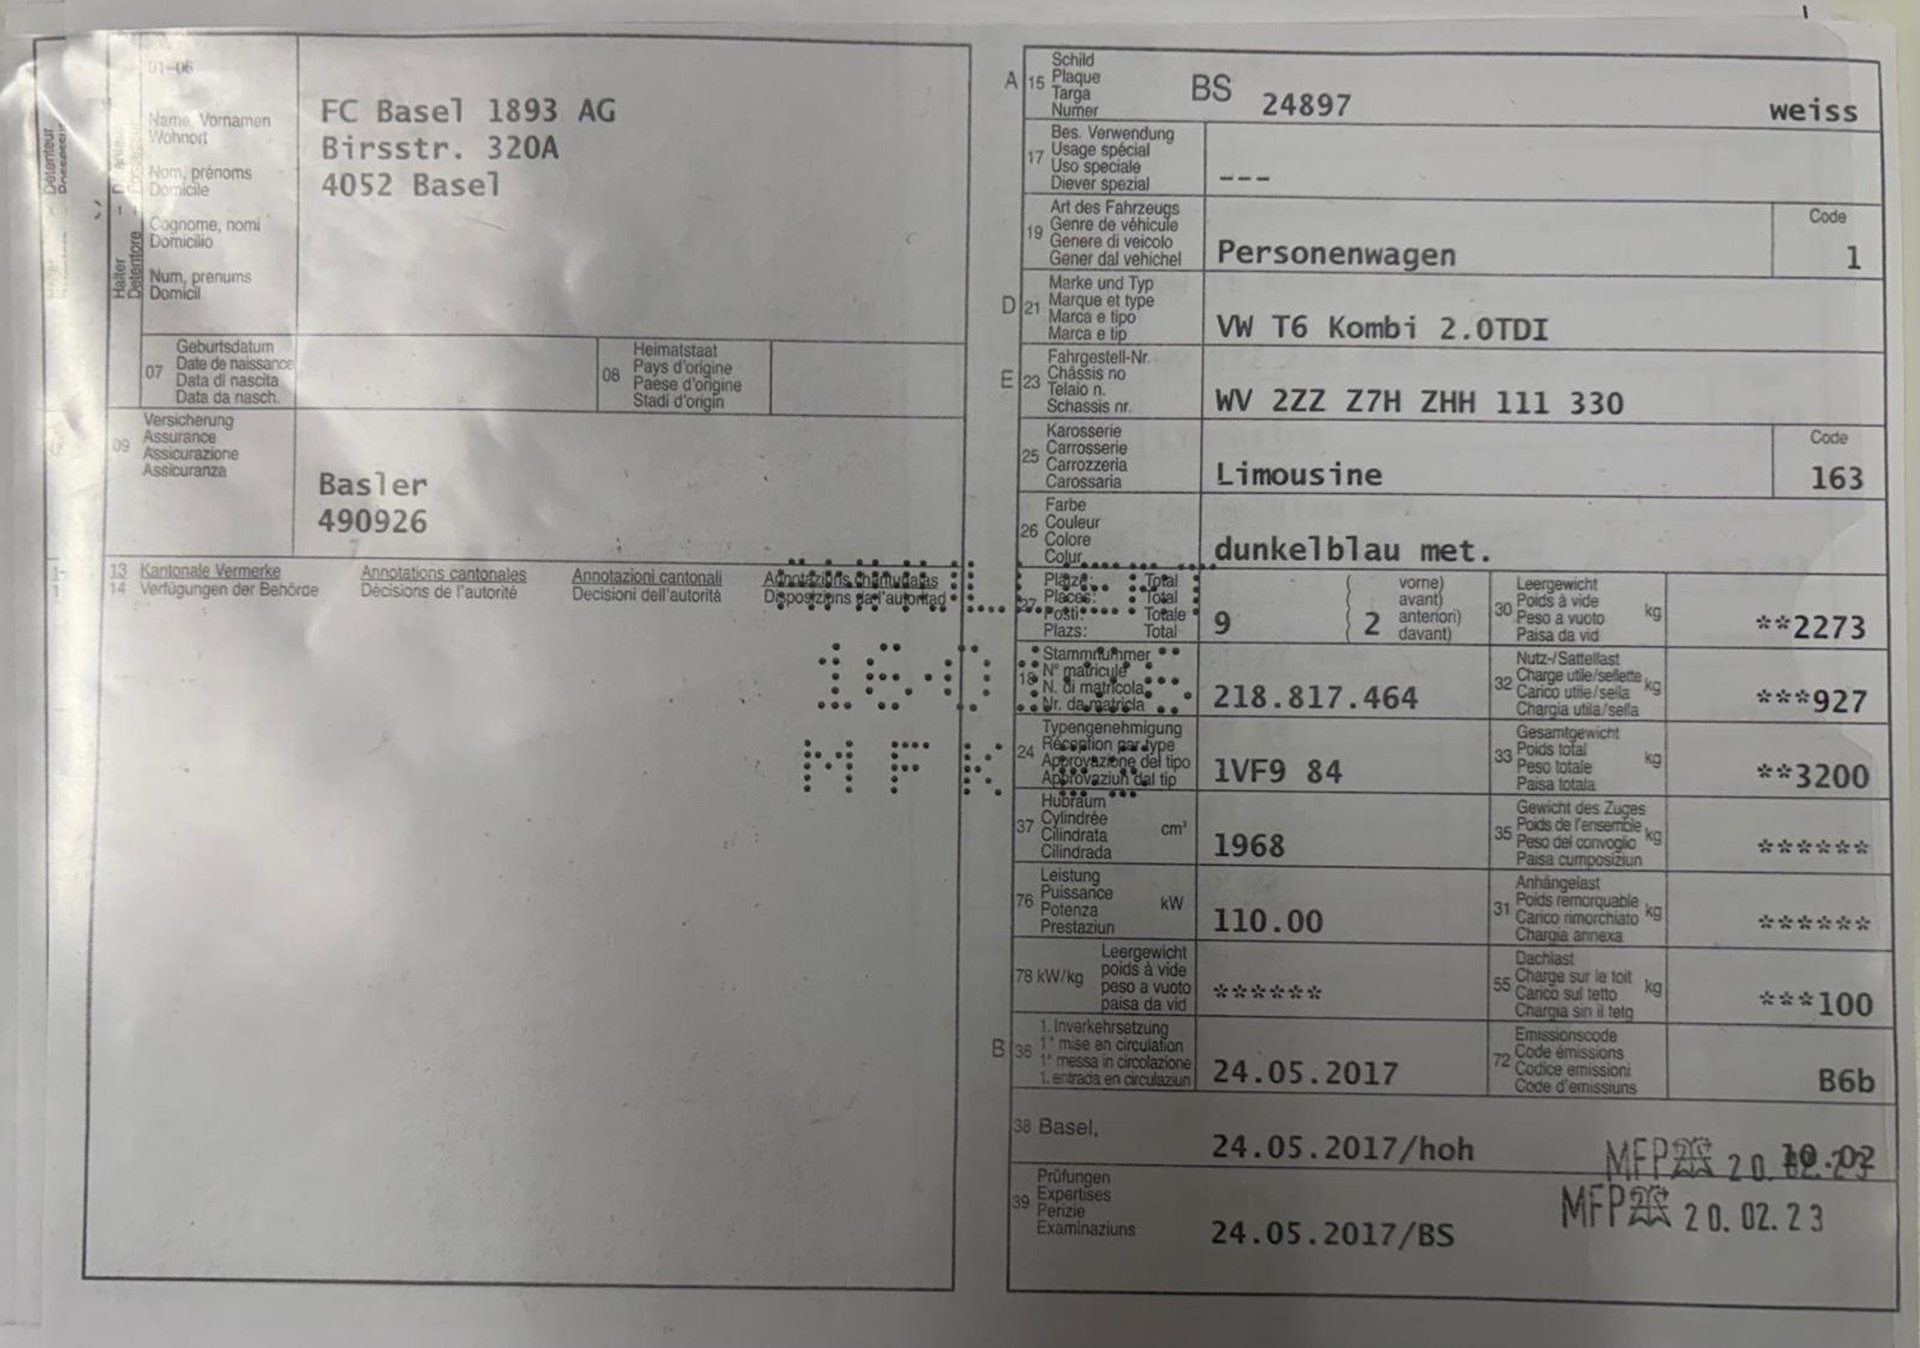 01-06
Name, Vornamen
Wohnort
Nom, prénoms
Domicile
Cognome, nomi
Domicilio
Num, prenums
Domicil
Halter
Detentore
Detenteur
FC Basel 1893 AG
Birsstr. 320A
4052 Basel
07 Geburtsdatum
Date de naissance
Data di nascita
Data da nasch.
08 Heimatstaat
Pays d'origine
Paese d'origine
Stadi d'origin
09 Versicherung
Assurance
Assicurazione
Assicuranza
Basler
490926
13 Kantonale Vermerke Annotations cantonales Annotazioni cantonali Annotaziuns chantunalas
14 Verfügungen der Behörde Décisions de l'autorité Decisioni dell'autorità Dispoziziuns da l'autoritad
MFK
A 15 Schild
Plaque
Targa
Numer
BS 24897 weiss
17 Bes. Verwendung
Usage spécial
Uso speciale
Diever spezial
---
19 Art des Fahrzeugs
Genre de véhicule
Genere di veicolo
Gener dal vehichel
Personenwagen
Code
1
D 21 Marke und Typ
Marque et type
Marca e tipo
Marca e tip
VW T6 Kombi 2.0TDI
E 23 Fahrgestell-Nr.
Châssis no
Telaio n.
Schassis nr.
WV 2ZZ Z7H ZHH 111 330
25 Karosserie
Carrosserie
Carrozzeria
Carossaria
Limousine
Code
163
26 Farbe
Couleur
Colore
Colur
dunkelblau met.
27 Plätze: Total
Places: Total
Posti: Totale
Plazs: Total
9
( vorne)
avant)
anteriori)
( 2 davant)
30 Leergewicht
Poids à vide
Peso a vuoto
Paisa da vid
kg
**2273
18 Stammnummer
N° matricule
N. di matricola
Nr. da matricla
218.817.464
32 Nutz-/Sattellast
Charge utile/sellette
Carico utile/sella
Chargia utila/sella
kg
***927
24 Typengenehmigung
Réception par type
Approvazione del tipo
Approvaziun dal tip
1VF9 84
33 Gesamtgewicht
Poids total
Peso totale
Paisa totala
kg
**3200
37 Hubraum
Cylindrée
Cilindrata
Cilindrada
cm³
1968
35 Gewicht des Zuges
Poids de l'ensemble
Peso del convoglio
Paisa cumposiziun
kg
******
76 Leistung
Puissance
Potenza
Prestaziun
kW
110.00
31 Anhängelast
Poids remorquable
Carico rimorchiato
Chargia annexa
kg
******
78 kW/kg
Leergewicht
poids à vide
peso a vuoto
paisa da vid
******
55 Dachlast
Charge sur le toit
Carico sul tetto
Chargia sin il tetg
kg
***100
B 36 1. Inverkehrsetzung
1e mise en circulation
1a messa in circolazione
1. entrada en circulaziun
24.05.2017
72 Emissionscode
Code émissions
Codice emissioni
Code d'emissiuns
B6b
38 Basel,
24.05.2017/hoh
MFP 20.
39 Prüfungen
Expertises
Perizie
Examinaziuns
24.05.2017/BS
MFP 20.02.23